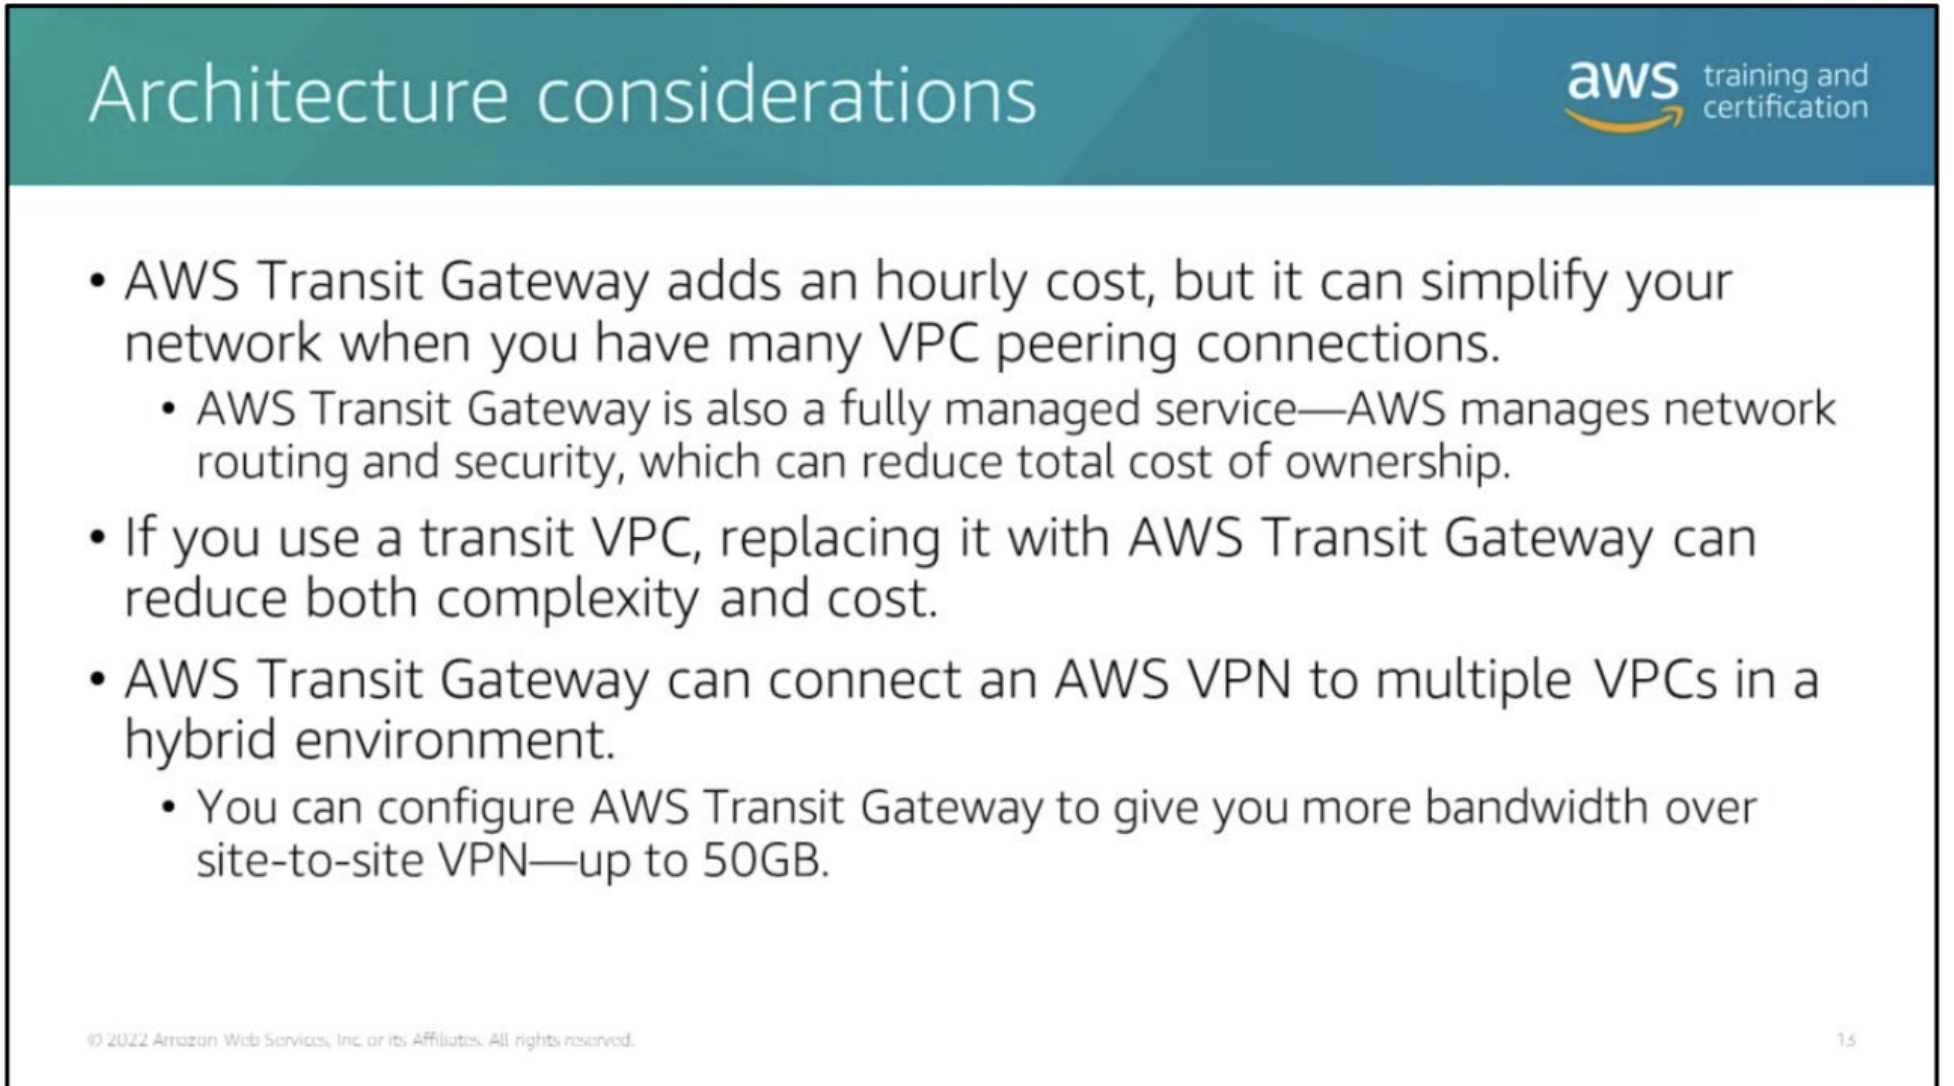 Architecture considerations
aws training and
certification
• AWS Transit Gateway adds an hourly cost, but it can simplify your
network when you have many VPC peering connections.
• AWS Transit Gateway is also a fully managed service—AWS manages network
routing and security, which can reduce total cost of ownership.
• If you use a transit VPC, replacing it with AWS Transit Gateway can
reduce both complexity and cost.
• AWS Transit Gateway can connect an AWS VPN to multiple VPCs in a
hybrid environment.
• You can configure AWS Transit Gateway to give you more bandwidth over
site-to-site VPN—up to 50GB.
© 2022 Amazon Web Services, Inc. or its Affiliates. All rights reserved.
13